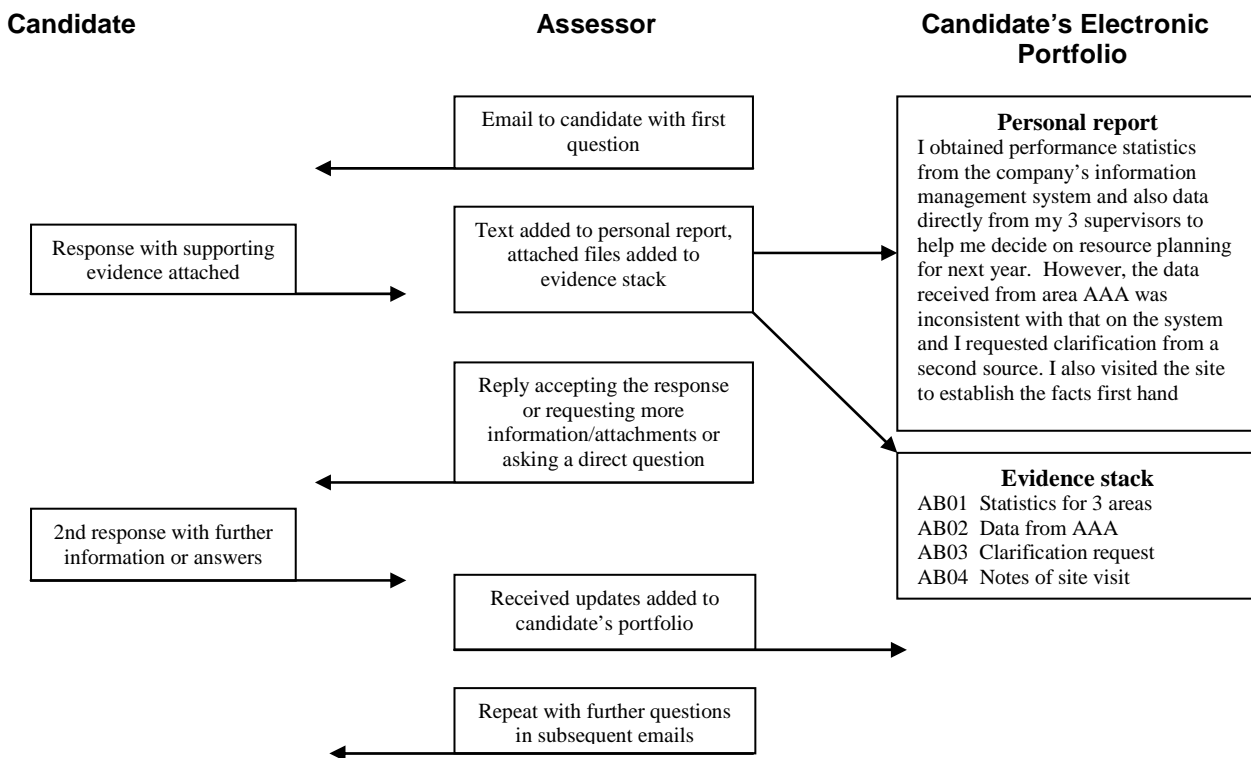 Candidate
Assessor
Candidate’s Electronic
Portfolio
Email to candidate with first
question
Personal report
I obtained performance statistics
from the company’s information
management system and also data
directly from my 3 supervisors to
help me decide on resource planning
for next year.  However, the data
received from area AAA was
inconsistent with that on the system
and I requested clarification from a
second source. I also visited the site
to establish the facts first hand
Response with supporting
evidence attached
Text added to personal report,
attached files added to
evidence stack
Reply accepting the response
or requesting more
information/attachments or
asking a direct question
Evidence stack
AB01  Statistics for 3 areas
AB02  Data from AAA
AB03  Clarification request
AB04  Notes of site visit
2nd response with further
information or answers
Received updates added to
candidate’s portfolio
Repeat with further questions
in subsequent emails